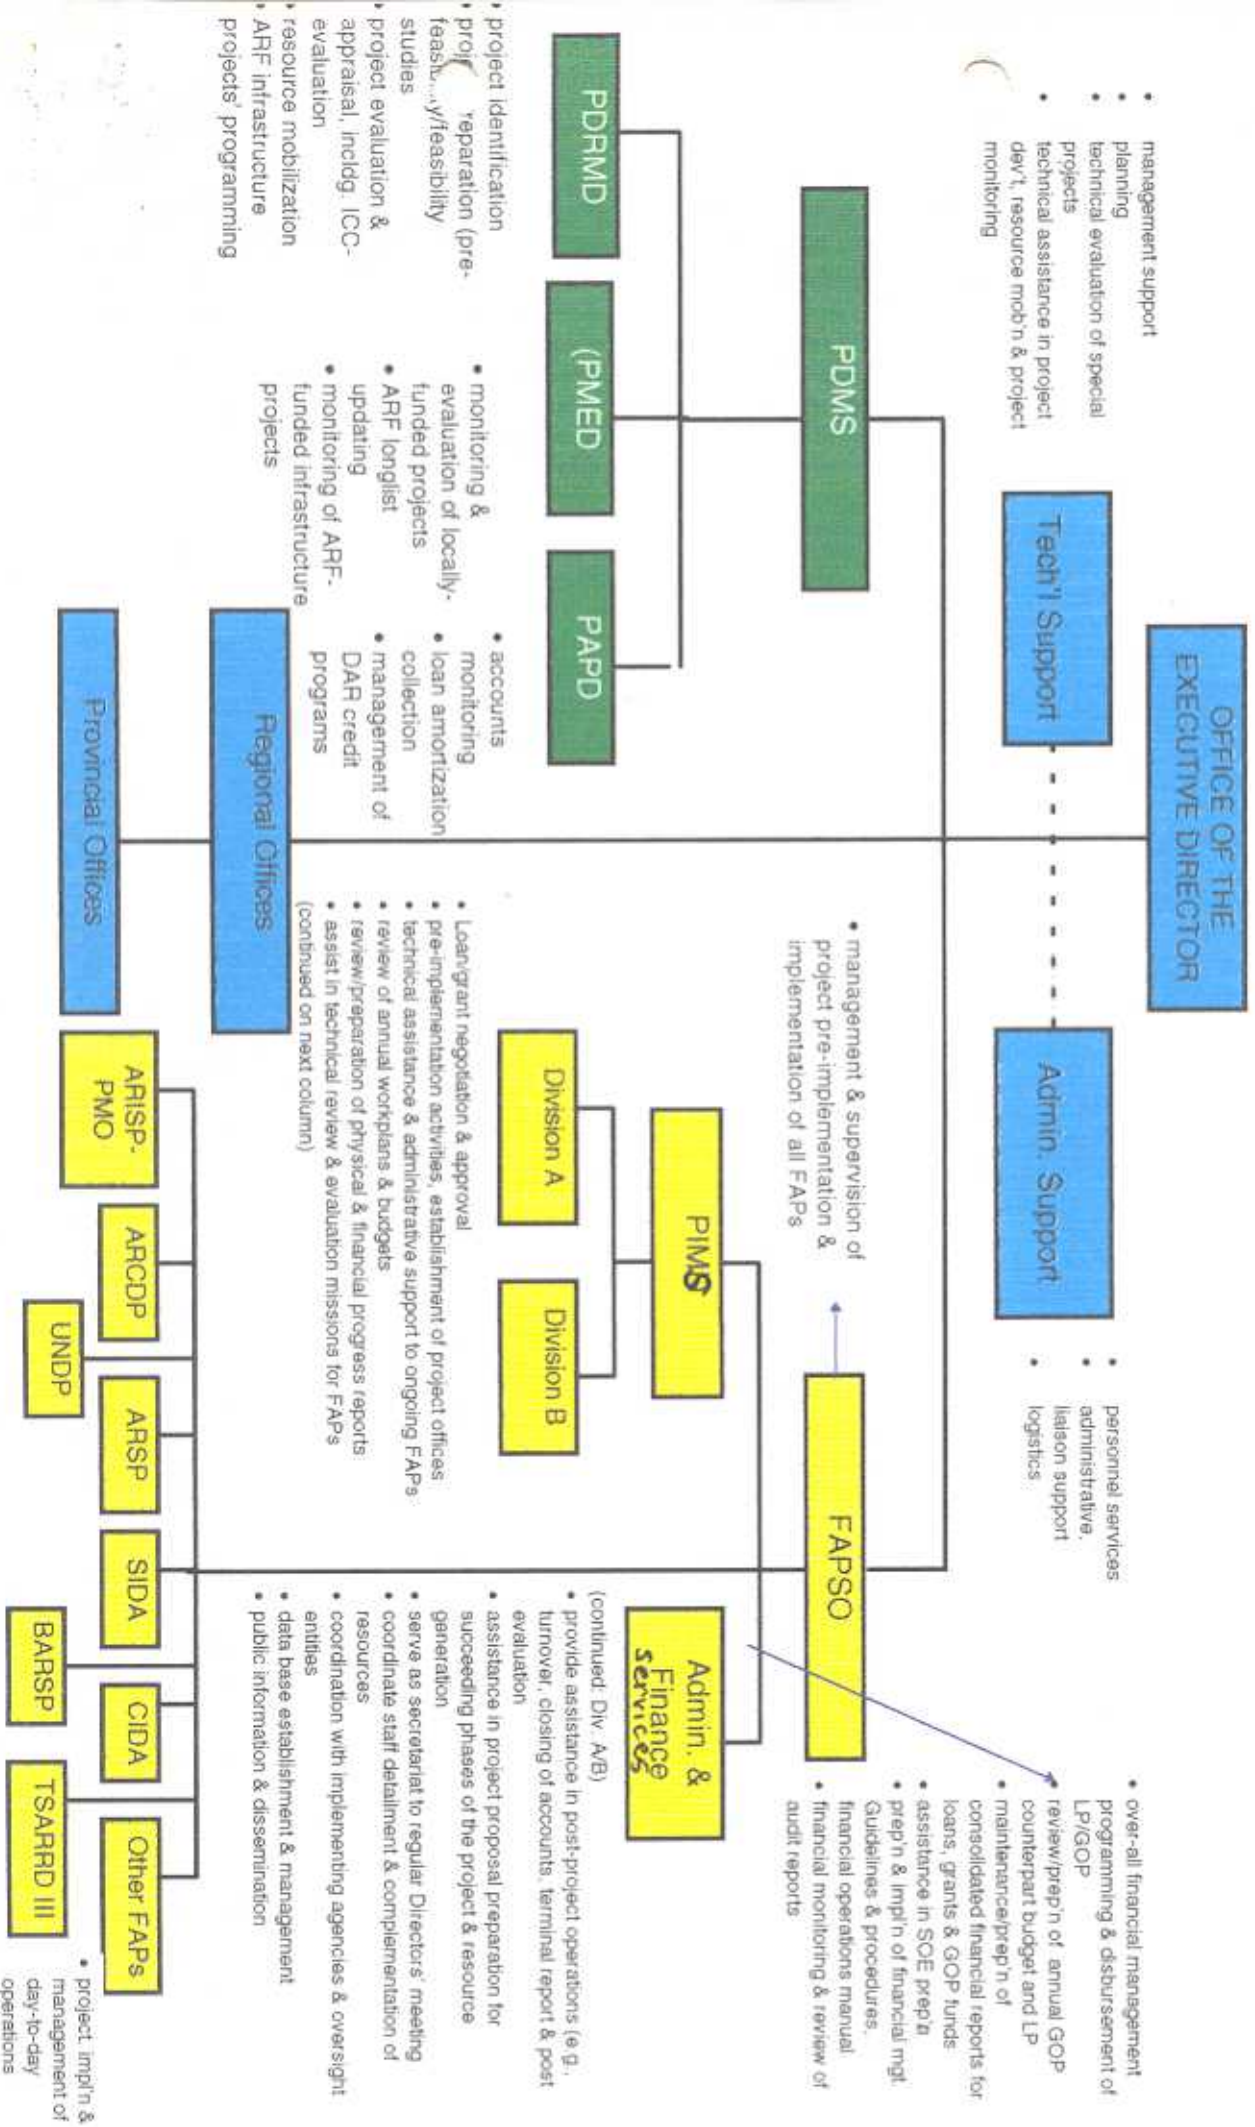 OFFICE OF THE
EXECUTIVE DIRECTOR
• management support
• planning
• technical evaluation of special
projects
• technical assistance in project
dev't, resource mob'n & project
monitoring
Tech'l Support
Admin. Support
• personnel services
• administrative,
liaison support
• logistics
PDMS
• management & supervision of
project pre-implementation &
implementation of all FAPs
FAPSO
• over-all financial management
programming & disbursement of
LP/GOP
• review/prep'n of annual GOP
counterpart budget and LP
• maintenance/prep'n of
consolidated financial reports for
loans, grants & GOP funds
• assistance in SOE prep'n
• prep'n & impl'n of financial mgt.
Guidelines & procedures,
financial operations manual
• financial monitoring & review of
audit reports
PDRMD
(PMED
PAPD
PIMS
Admin. &
Finance
services
Division A
Division B
• project identification
• reparation (pre-
studies
• project evaluation &
appraisal, incldg. ICC-
evaluation
• resource mobilization
• ARF infrastructure
projects' programming
• monitoring &
evaluation of locally-
funded projects
• ARF longlist
updating
• monitoring of ARF-
funded infrastructure
projects
• accounts
monitoring
• loan amortization
collection
• management of
DAR credit
programs
• Loan/grant negotiation & approval
• pre-implementation activities, establishment of project offices
• technical assistance & administrative support to ongoing FAPs
• review of annual workplans & budgets
• review/preparation of physical & financial progress reports
• assist in technical review & evaluation missions for FAPs
(continued on next column)
(continued: Div. A/B)
• provide assistance in post-project operations (e.g.,
turnover, closing of accounts, terminal report & post
evaluation
• assistance in project proposal preparation for
succeeding phases of the project & resource
generation
• serve as secretariat to regular Directors' meeting
• coordinate staff detailment & complementation of
resources
• coordination with implementing agencies & oversight
entities
• data base establishment & management
• public information & dissemination
Regional Offices
Provincial Offices
ARISP-
PMO
ARCDP
UNDP
ARSP
SIDA
BARSP
CIDA
TSARRD III
Other FAPs
• project. impl'n &
management of
day-to-day
operations